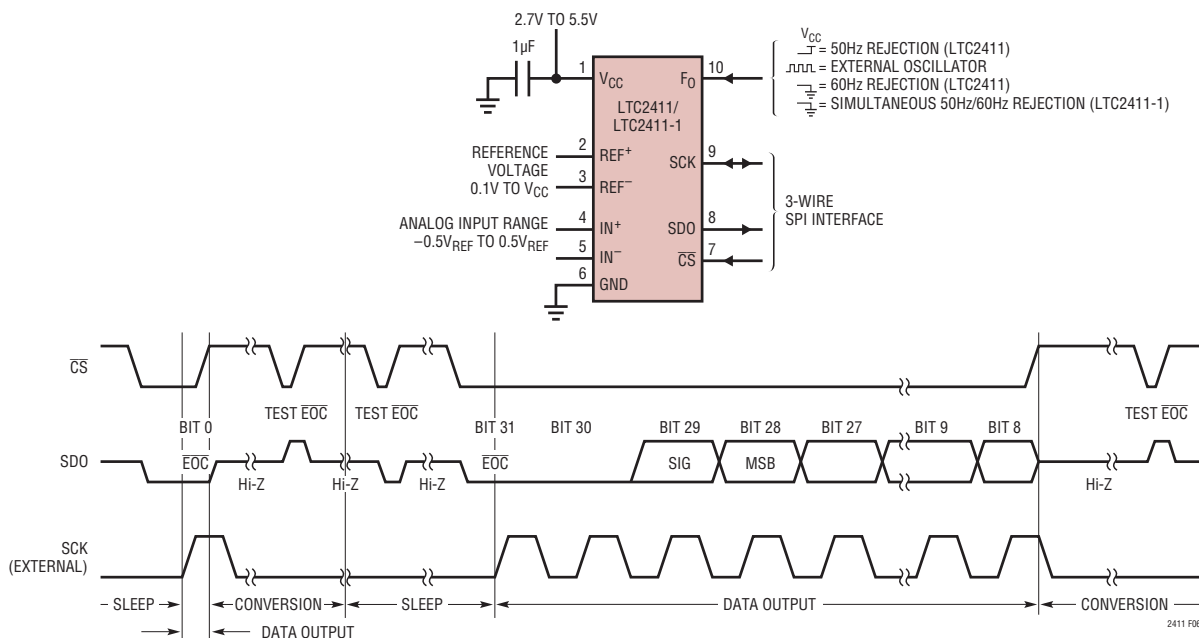 2.7V TO 5.5V
1µF
1
VCC
FO
10
LTC2411/
LTC2411-1
VCC
= 50Hz REJECTION (LTC2411)
= EXTERNAL OSCILLATOR
= 60Hz REJECTION (LTC2411)
= SIMULTANEOUS 50Hz/60Hz REJECTION (LTC2411-1)
REFERENCE
VOLTAGE
0.1V TO VCC
2
REF+
3
REF−
SCK
9
ANALOG INPUT RANGE
−0.5VREF TO 0.5VREF
4
IN+
5
IN−
6
GND
SDO
8
CS
7
3-WIRE
SPI INTERFACE
CS
TEST EOC
TEST EOC
TEST EOC
BIT 0
BIT 31
BIT 30
BIT 29
BIT 28
BIT 27
BIT 9
BIT 8
SDO
EOC
EOC
SIG
MSB
Hi-Z
Hi-Z
Hi-Z
Hi-Z
SCK
(EXTERNAL)
SLEEP
CONVERSION
SLEEP
DATA OUTPUT
CONVERSION
DATA OUTPUT